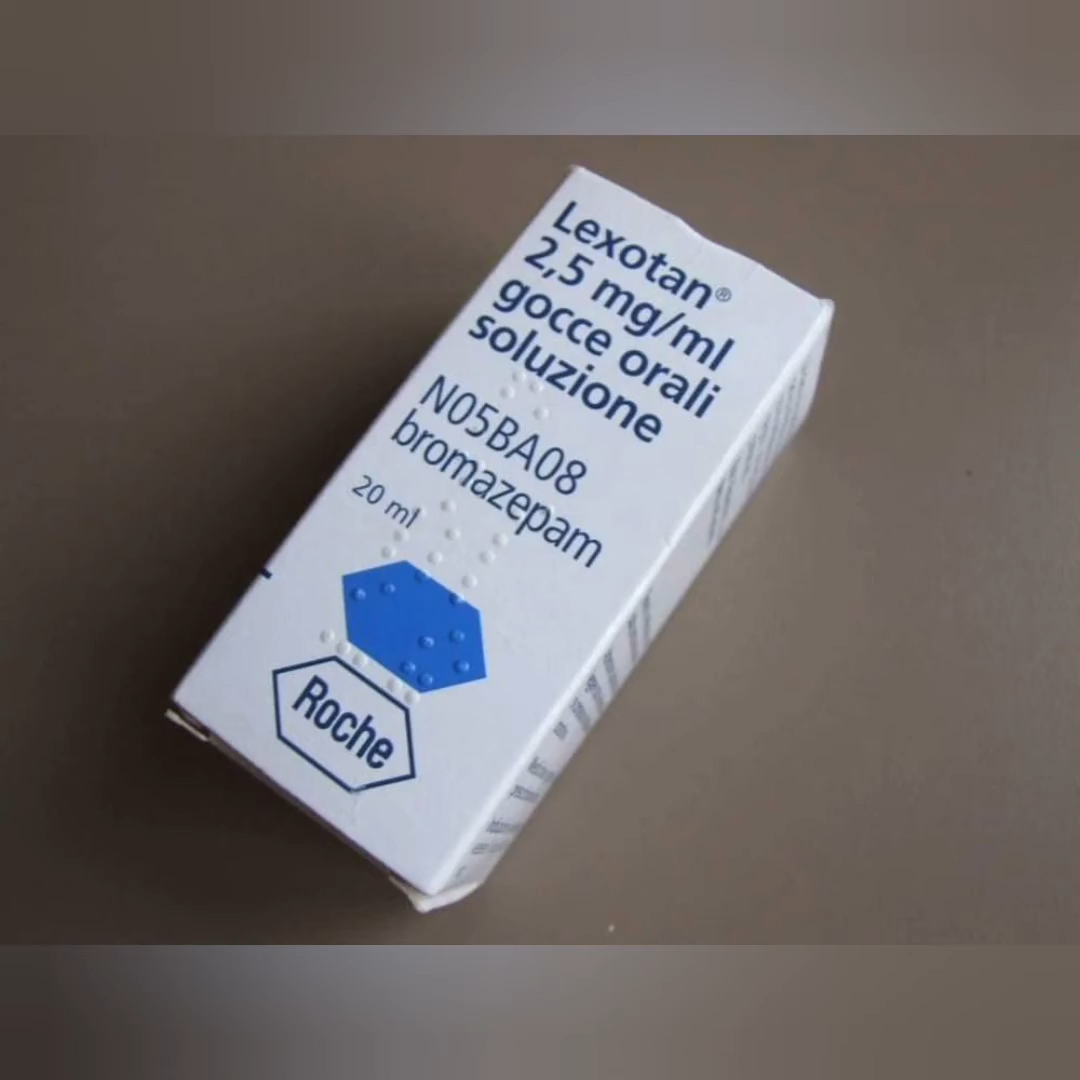 Lexotan®
2,5 mg/ml
gocce orali
soluzione
N05BA08
bromazepam
20 ml
Roche